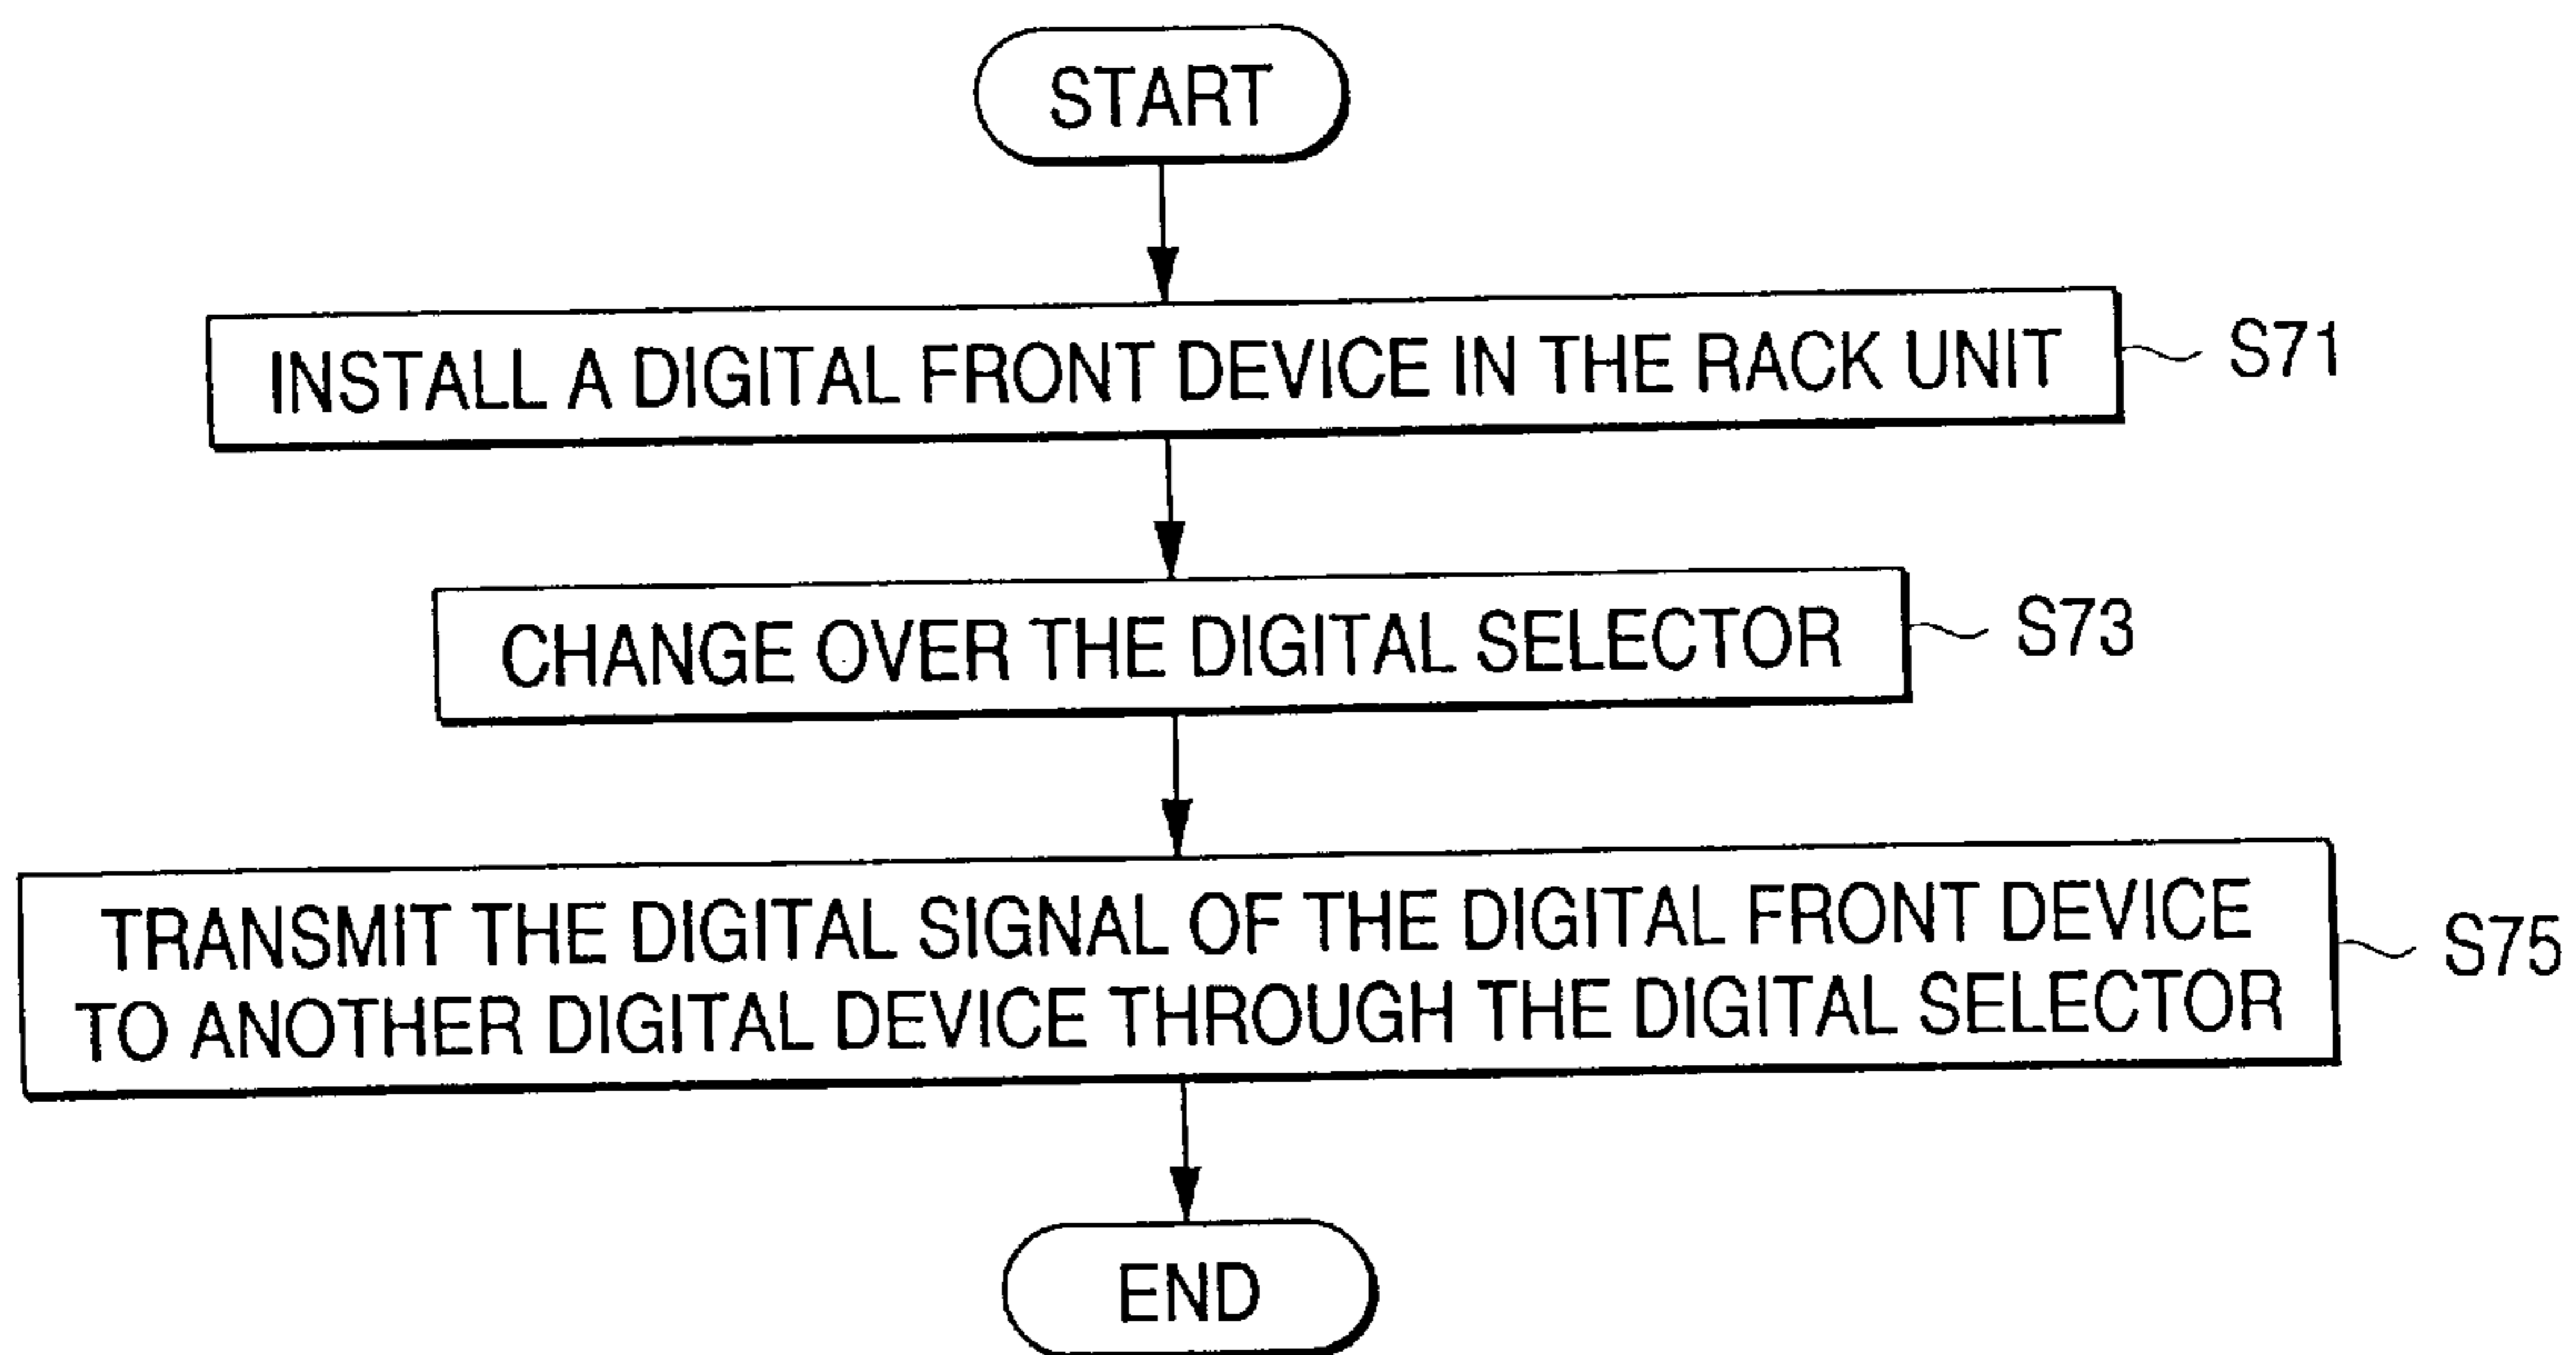 START
INSTALL A DIGITAL FRONT DEVICE IN THE RACK UNIT
S71
CHANGE OVER THE DIGITAL SELECTOR
S73
TRANSMIT THE DIGITAL SIGNAL OF THE DIGITAL FRONT DEVICE
TO ANOTHER DIGITAL DEVICE THROUGH THE DIGITAL SELECTOR
S75
END